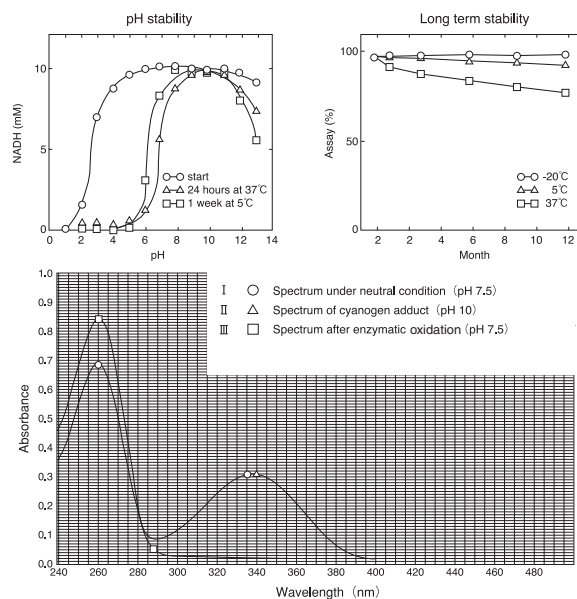 pH stability
NADH (mM)
10
5
0
start
24 hours at 37℃
1 week at 5℃
0 2 4 6 8 10 12 14
pH
Long term stability
Assay (%)
100
50
0
-20℃
5℃
37℃
2 2 4 6 8 10 12
Month
Absorbance
1.0
0.9
0.8
0.7
0.6
0.5
0.4
0.3
0.2
0.1
0.0
I Spectrum under neutral condition (pH 7.5)
II Spectrum of cyanogen adduct (pH 10)
III Spectrum after enzymatic oxidation (pH 7.5)
240 260 280 300 320 340 360 380 400 420 440 460 480
Wavelength (nm)